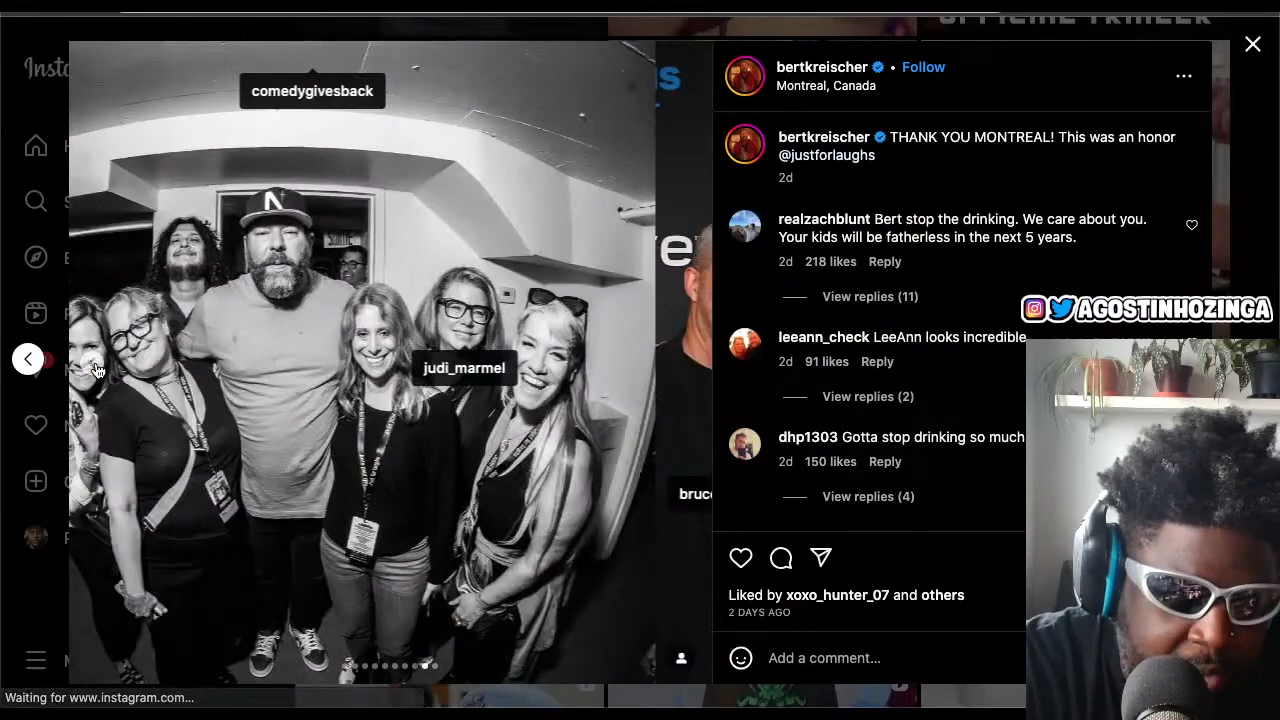 OFFICIAL TRAILER
Insta
comedygivesback
judi_marmel
bertkreischer • Follow
Montreal, Canada
bertkreischer THANK YOU MONTREAL! This was an honor
@justforlaughs
2d
realzachblunt Bert stop the drinking. We care about you.
Your kids will be fatherless in the next 5 years.
2d 218 likes Reply
View replies (11)
AGOSTINHOZINGA
leeann_check LeeAnn looks incredible
2d 91 likes Reply
View replies (2)
dhp1303 Gotta stop drinking so much
2d 150 likes Reply
View replies (4)
bruce
Liked by xoxo_hunter_07 and others
2 DAYS AGO
Add a comment...
Waiting for www.instagram.com...
N